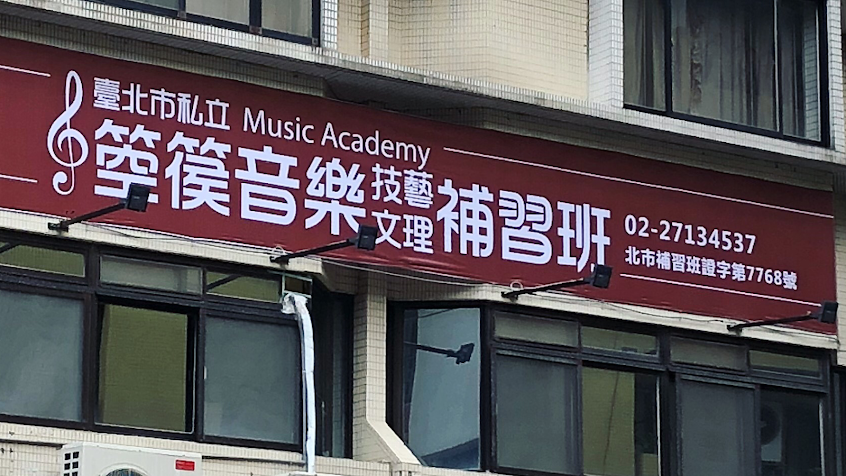 臺北市私立 Music Academy
箜篌音樂技藝文理補習班
02-27134537
北市補習班證字第7768號